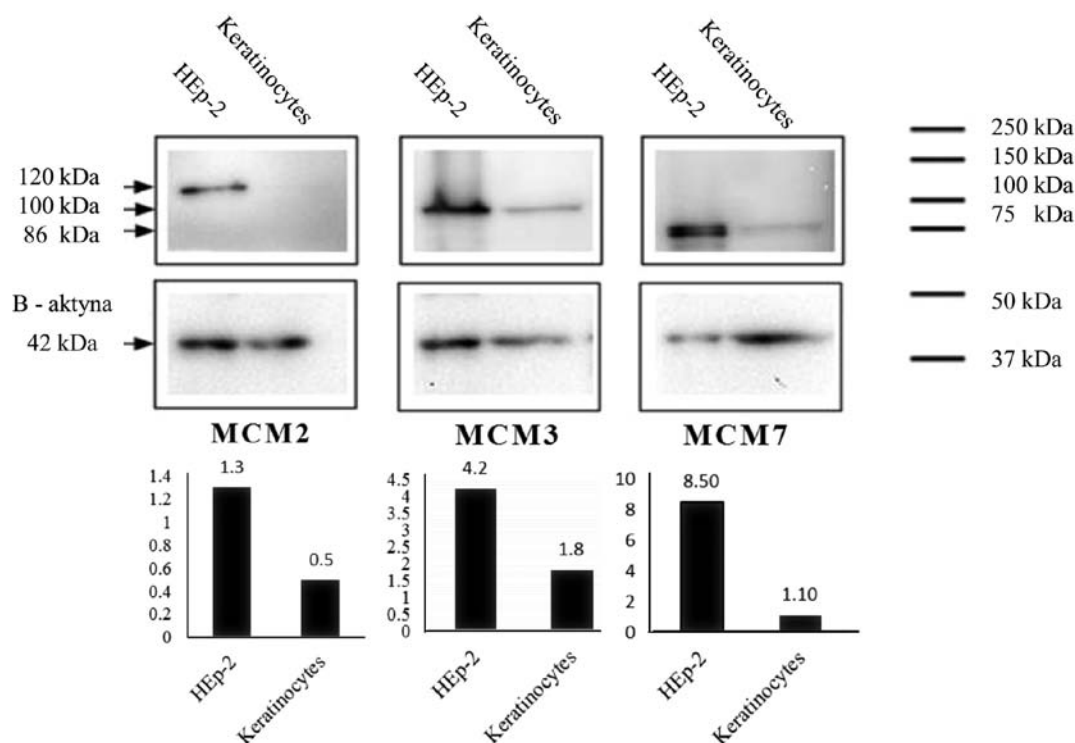 HEp-2
Keratinocytes
HEp-2
Keratinocytes
HEp-2
Keratinocytes
120 kDa
100 kDa
86 kDa
250 kDa
150 kDa
100 kDa
75 kDa
50 kDa
37 kDa
B - aktyna
42 kDa
MCM2
MCM3
MCM7
1.4
1.2
1
0.8
0.6
0.4
0.2
0
1.3
0.5
HEp-2
Keratinocytes
4.5
4
3.5
3
2.5
2
1.5
1
0.5
0
4.2
1.8
HEp-2
Keratinocytes
10
8
6
4
2
0
8.50
1.10
HEp-2
Keratinocytes